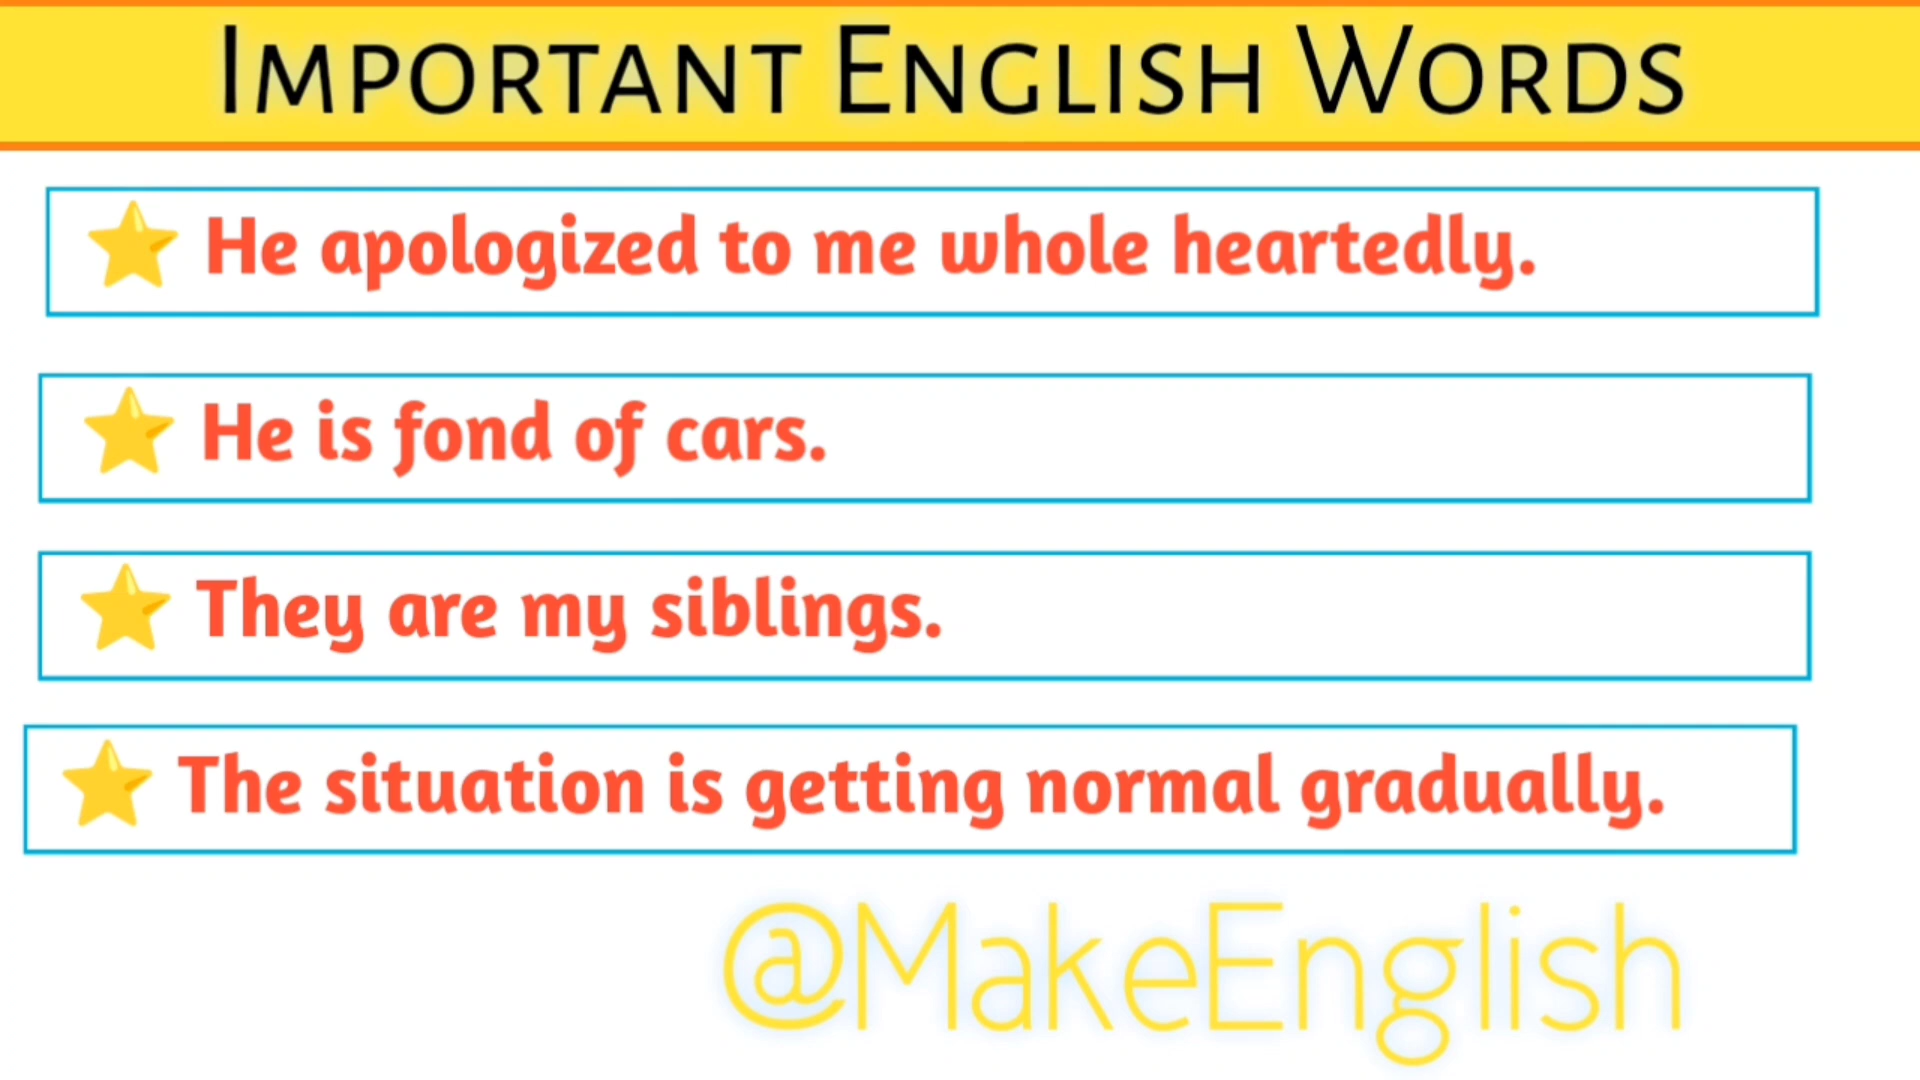 Important English Words
He apologized to me whole heartedly.
He is fond of cars.
They are my siblings.
The situation is getting normal gradually.
@MakeEnglish